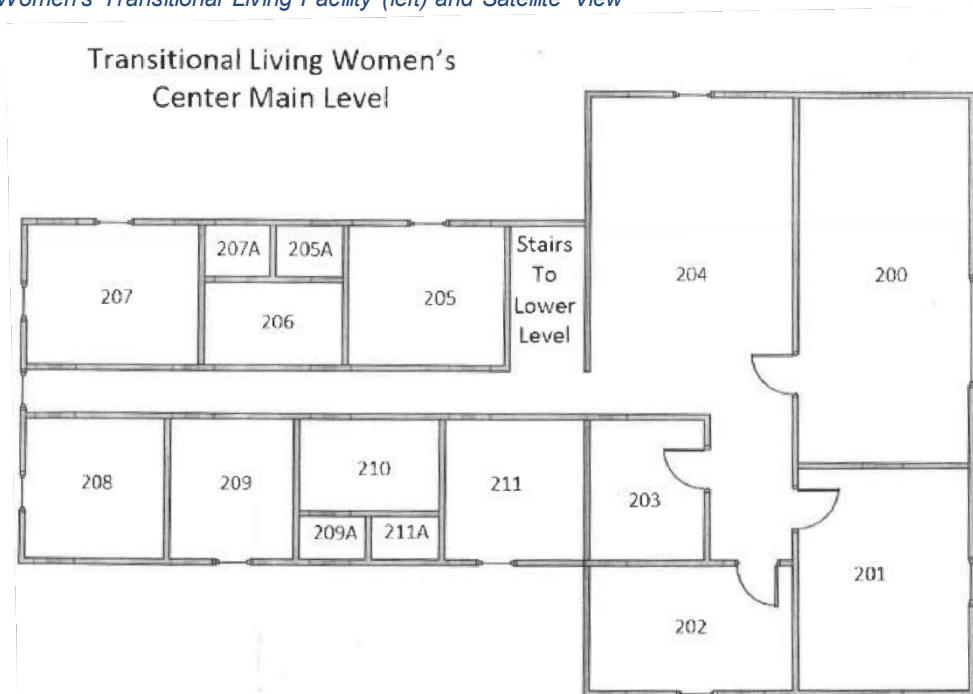 Women's Transitional Living Facility (left) and Satellite View
Transitional Living Women's
Center Main Level
207A
205A
Stairs
To
Lower
Level
204
200
207
206
205
208
209
210
211
203
209A
211A
201
202